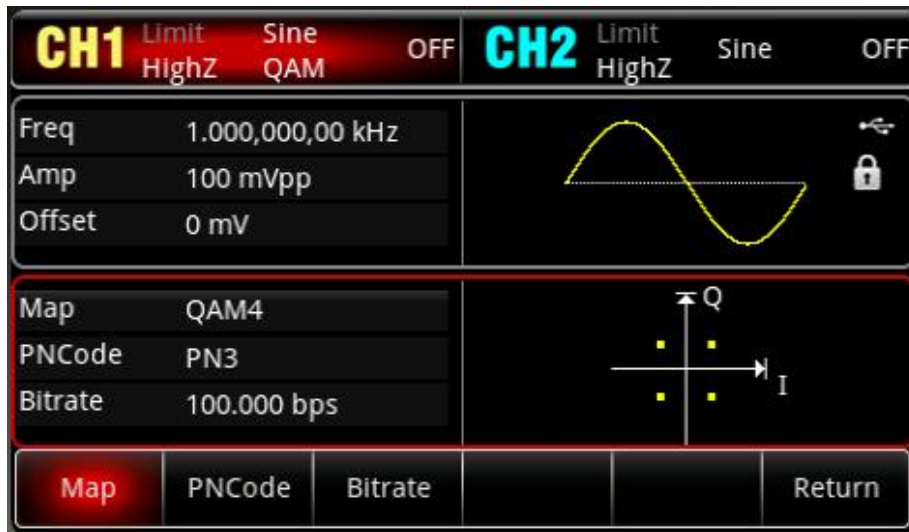 CH1 Limit Sine OFF CH2 Limit Sine OFF
HighZ QAM HighZ
Freq 1.000,000,00 kHz
Amp 100 mVpp
Offset 0 mV
Map QAM4 Q
PNCode PN3
Bitrate 100.000 bps I
Map PNCode Bitrate Return